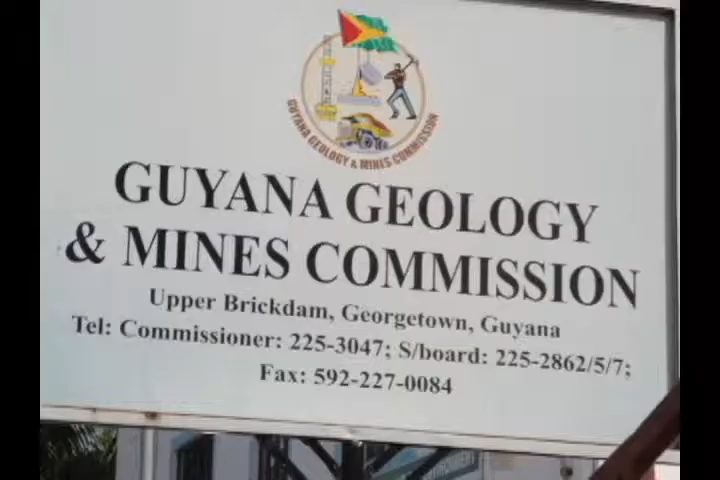 GUYANA GEOLOGY & MINES COMMISSION
GUYANA GEOLOGY
& MINES COMMISSION
Upper Brickdam, Georgetown, Guyana
Tel: Commissioner: 225-3047; S/board: 225-2862/5/7;
Fax: 592-227-0084